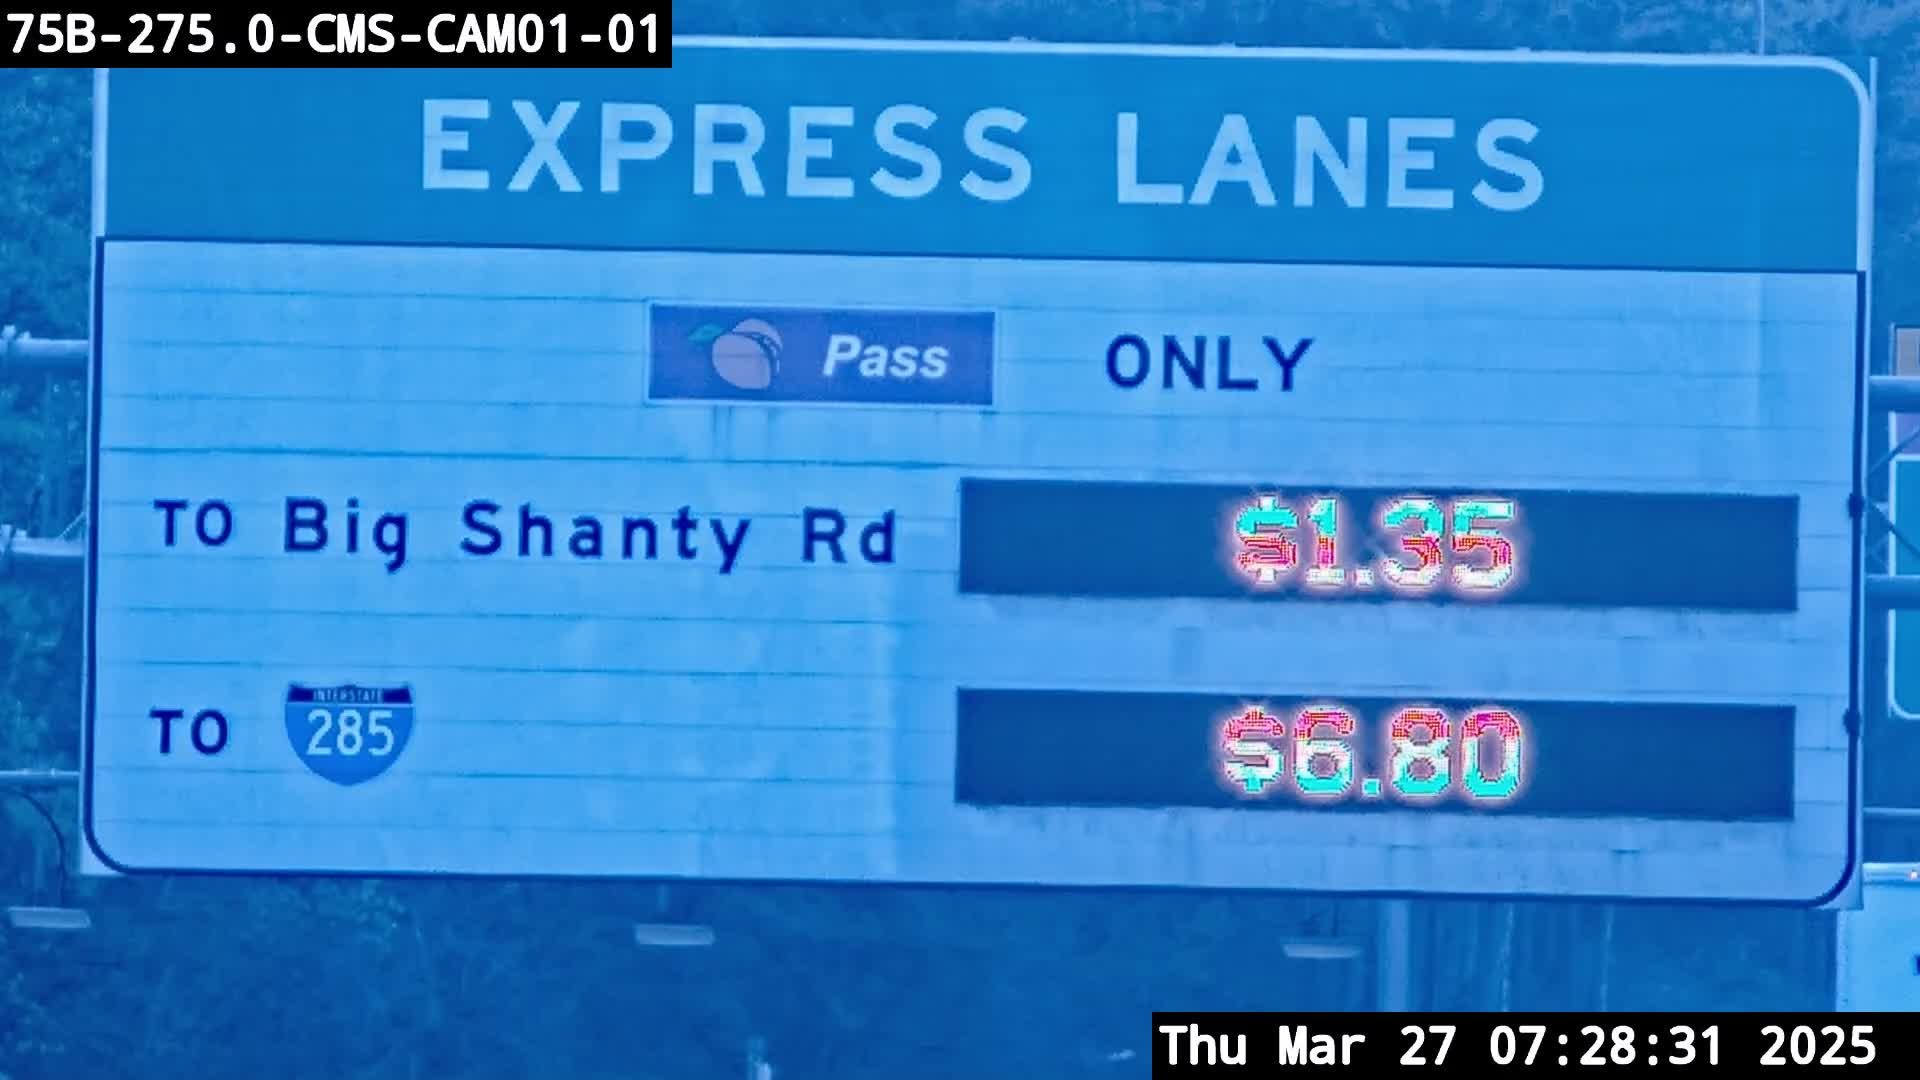 75B-275.0-CMS-CAM01-01
EXPRESS LANES
Pass ONLY
TO Big Shanty Rd $1.35
TO INTERSTATE 285 $6.80
Thu Mar 27 07:28:31 2025